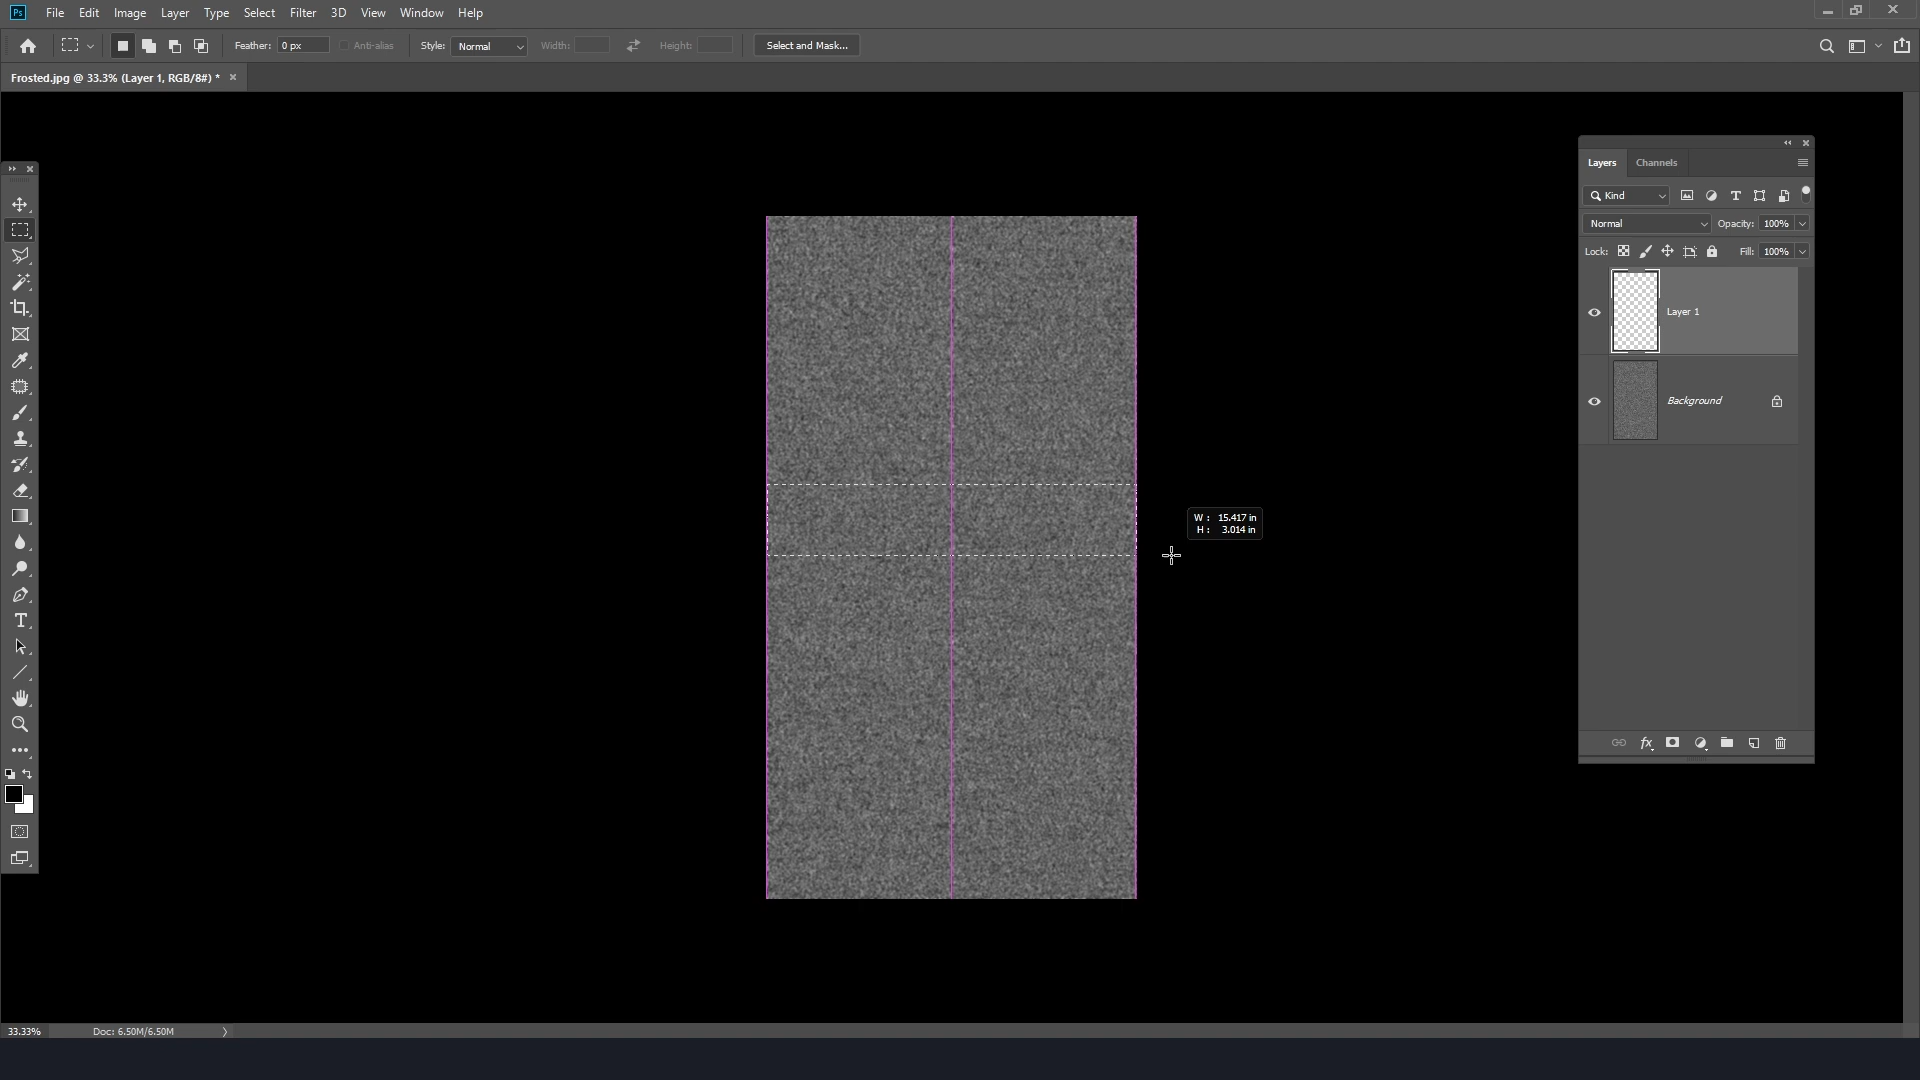 Ps File Edit Image Layer Type Select Filter 3D View Window Help
Feather: 0 px Anti-alias Style: Normal Width: Height: Select and Mask...
Frosted.jpg @ 33.3% (Layer 1, RGB/8#) *
Layers Channels
Kind
Normal Opacity: 100%
Lock: Fill: 100%
Layer 1
Background
W : 15.417 in
H : 3.014 in
fx
33.33% Doc: 6.50M/6.50M